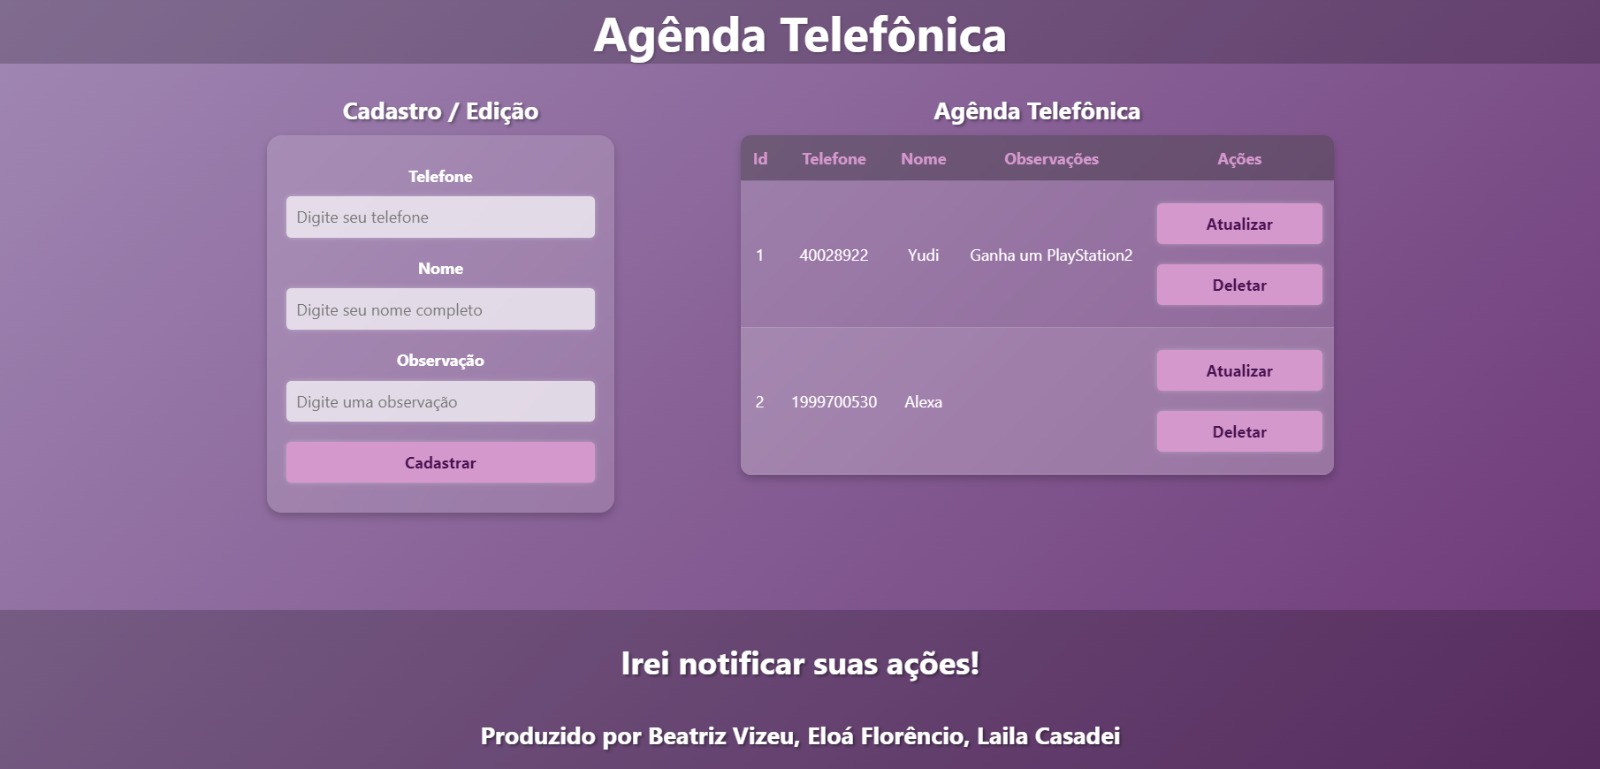 Agênda Telefônica
Cadastro / Edição
Telefone
Digite seu telefone
Nome
Digite seu nome completo
Observação
Digite uma observação
Cadastrar
Agênda Telefônica
Id Telefone Nome Observações Ações
1 40028922 Yudi Ganha um PlayStation2
Atualizar
Deletar
2 1999700530 Alexa
Atualizar
Deletar
Irei notificar suas ações!
Produzido por Beatriz Vizeu, Eloá Florêncio, Laila Casadei